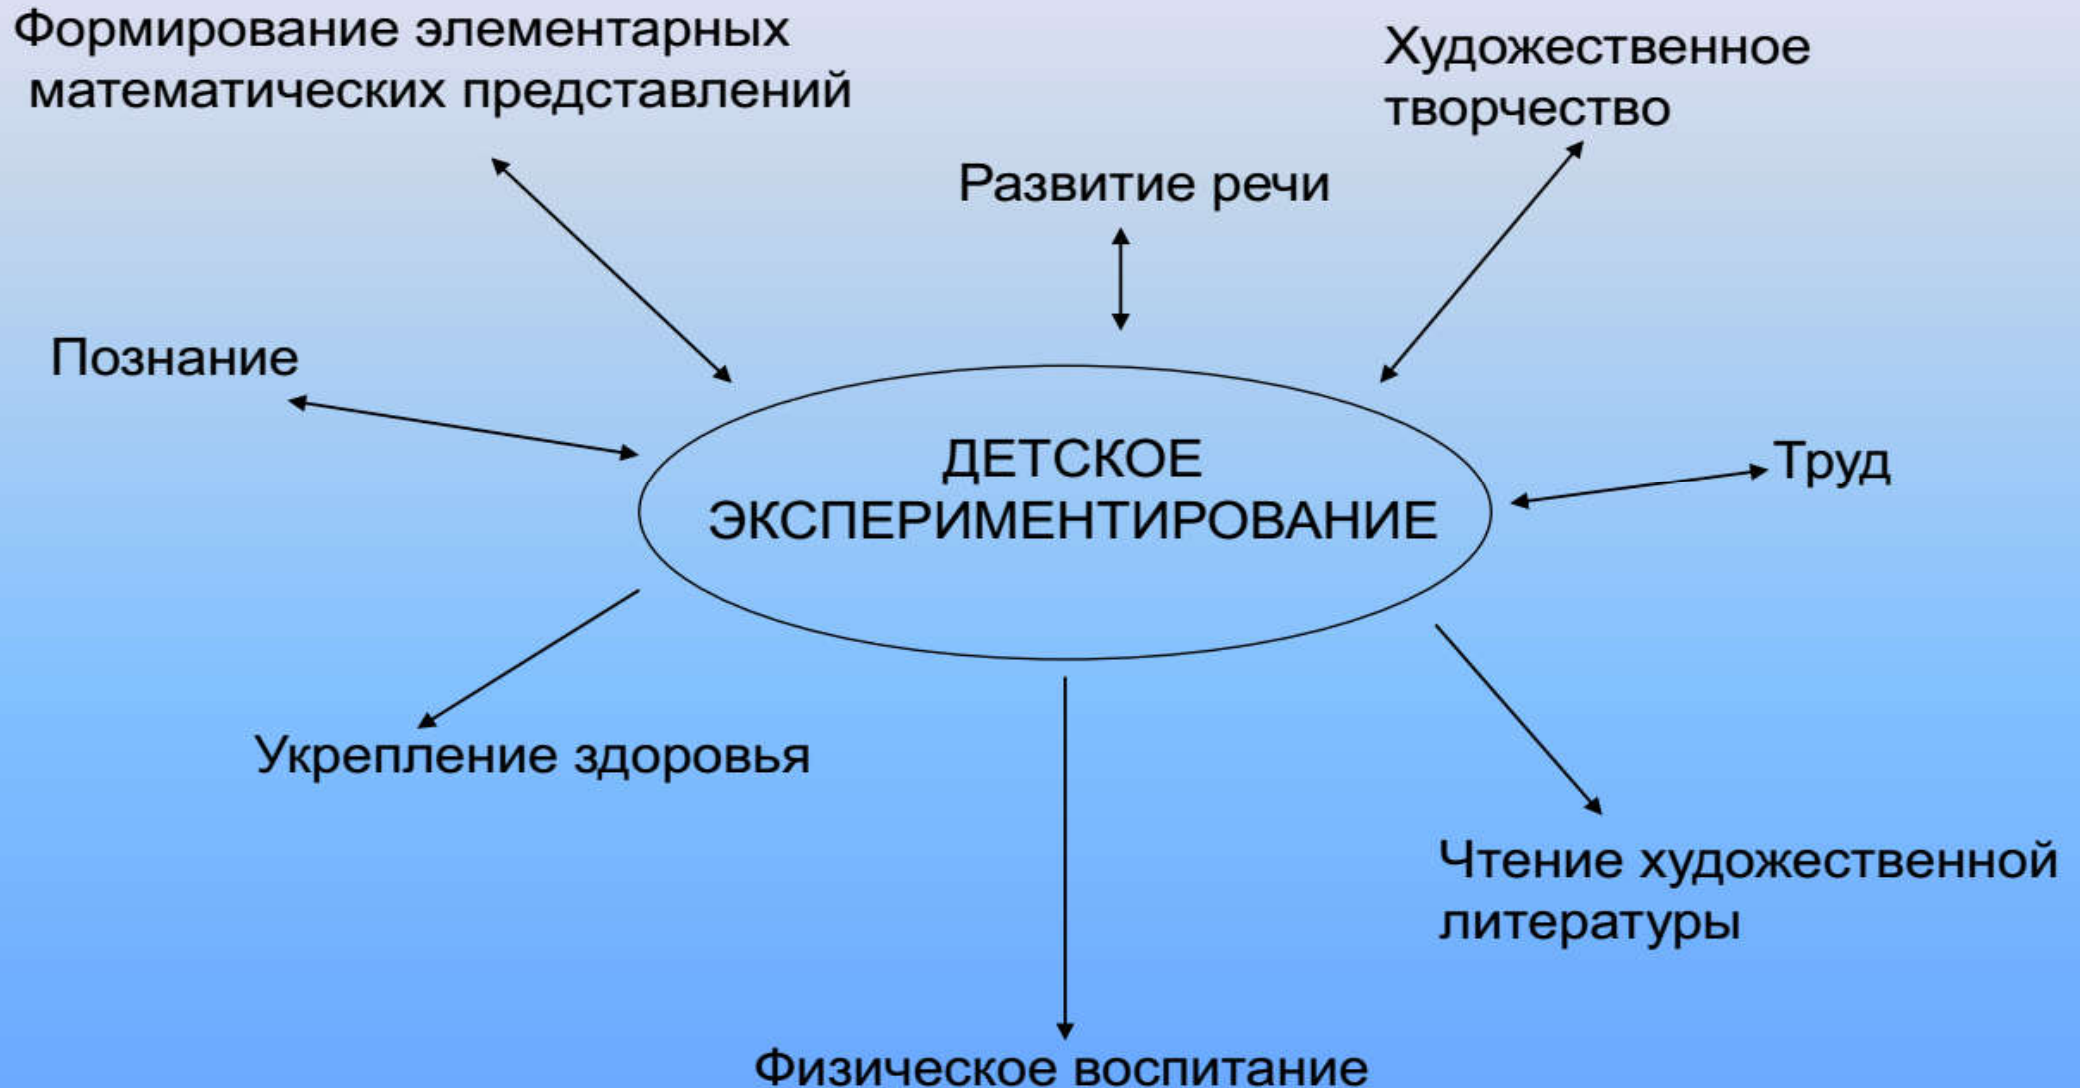 Формирование элементарных
математических представлений
Художественное
творчество
Развитие речи
Познание
ДЕТСКОЕ
ЭКСПЕРИМЕНТИРОВАНИЕ
Труд
Укрепление здоровья
Чтение художественной
литературы
Физическое воспитание